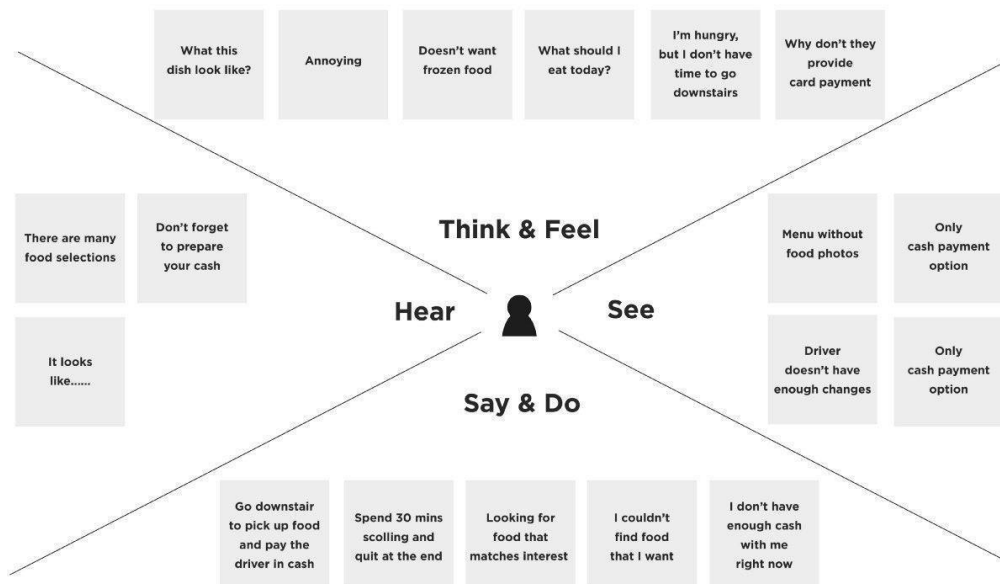 What this
dish look like?
Annoying
Doesn't want
frozen food
What should I
eat today?
I'm hungry,
but I don't have
time to go
downstairs
Why don't they
provide
card payment
Think & Feel
There are many
food selections
Don't forget
to prepare
your cash
It looks
like......
Hear
See
Menu without
food photos
Only
cash payment
option
Driver
doesn't have
enough changes
Only
cash payment
option
Say & Do
Go downstair
to pick up food
and pay the
driver in cash
Spend 30 mins
scolling and
quit at the end
Looking for
food that
matches interest
I couldn't
find food
that I want
I don't have
enough cash
with me
right now